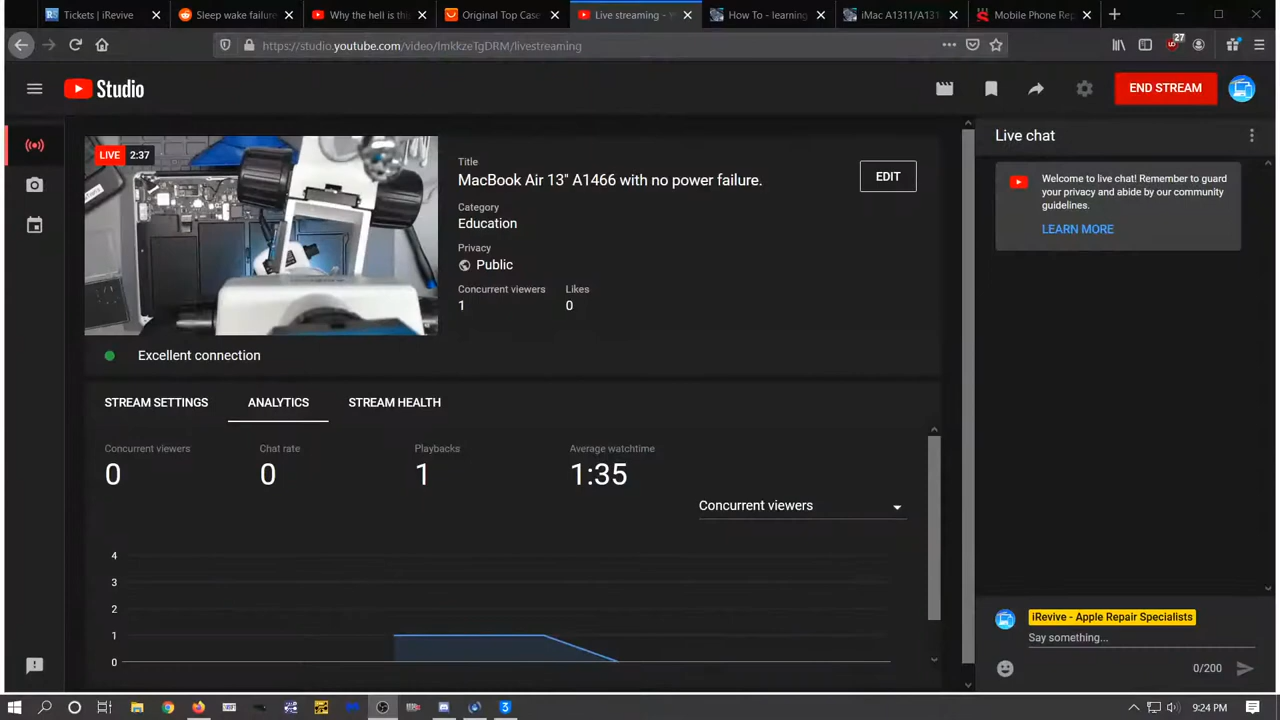 Tickets | iRevive
Sleep wake failure
Why the hell is this
Original Top Case
Live streaming - Y
How To - learning
iMac A1311/A131
Mobile Phone Rep
https://studio.youtube.com/video/ImkkzeTgDRM/livestreaming
27
Studio
END STREAM
LIVE 2:37
Title
MacBook Air 13" A1466 with no power failure.
EDIT
Category
Education
Privacy
Public
Concurrent viewers Likes
1 0
Excellent connection
STREAM SETTINGS ANALYTICS STREAM HEALTH
Concurrent viewers Chat rate Playbacks Average watchtime
0 0 1 1:35
Concurrent viewers
4
3
2
1
0
Live chat
Welcome to live chat! Remember to guard
your privacy and abide by our community
guidelines.
LEARN MORE
iRevive - Apple Repair Specialists
Say something...
0/200
9:24 PM